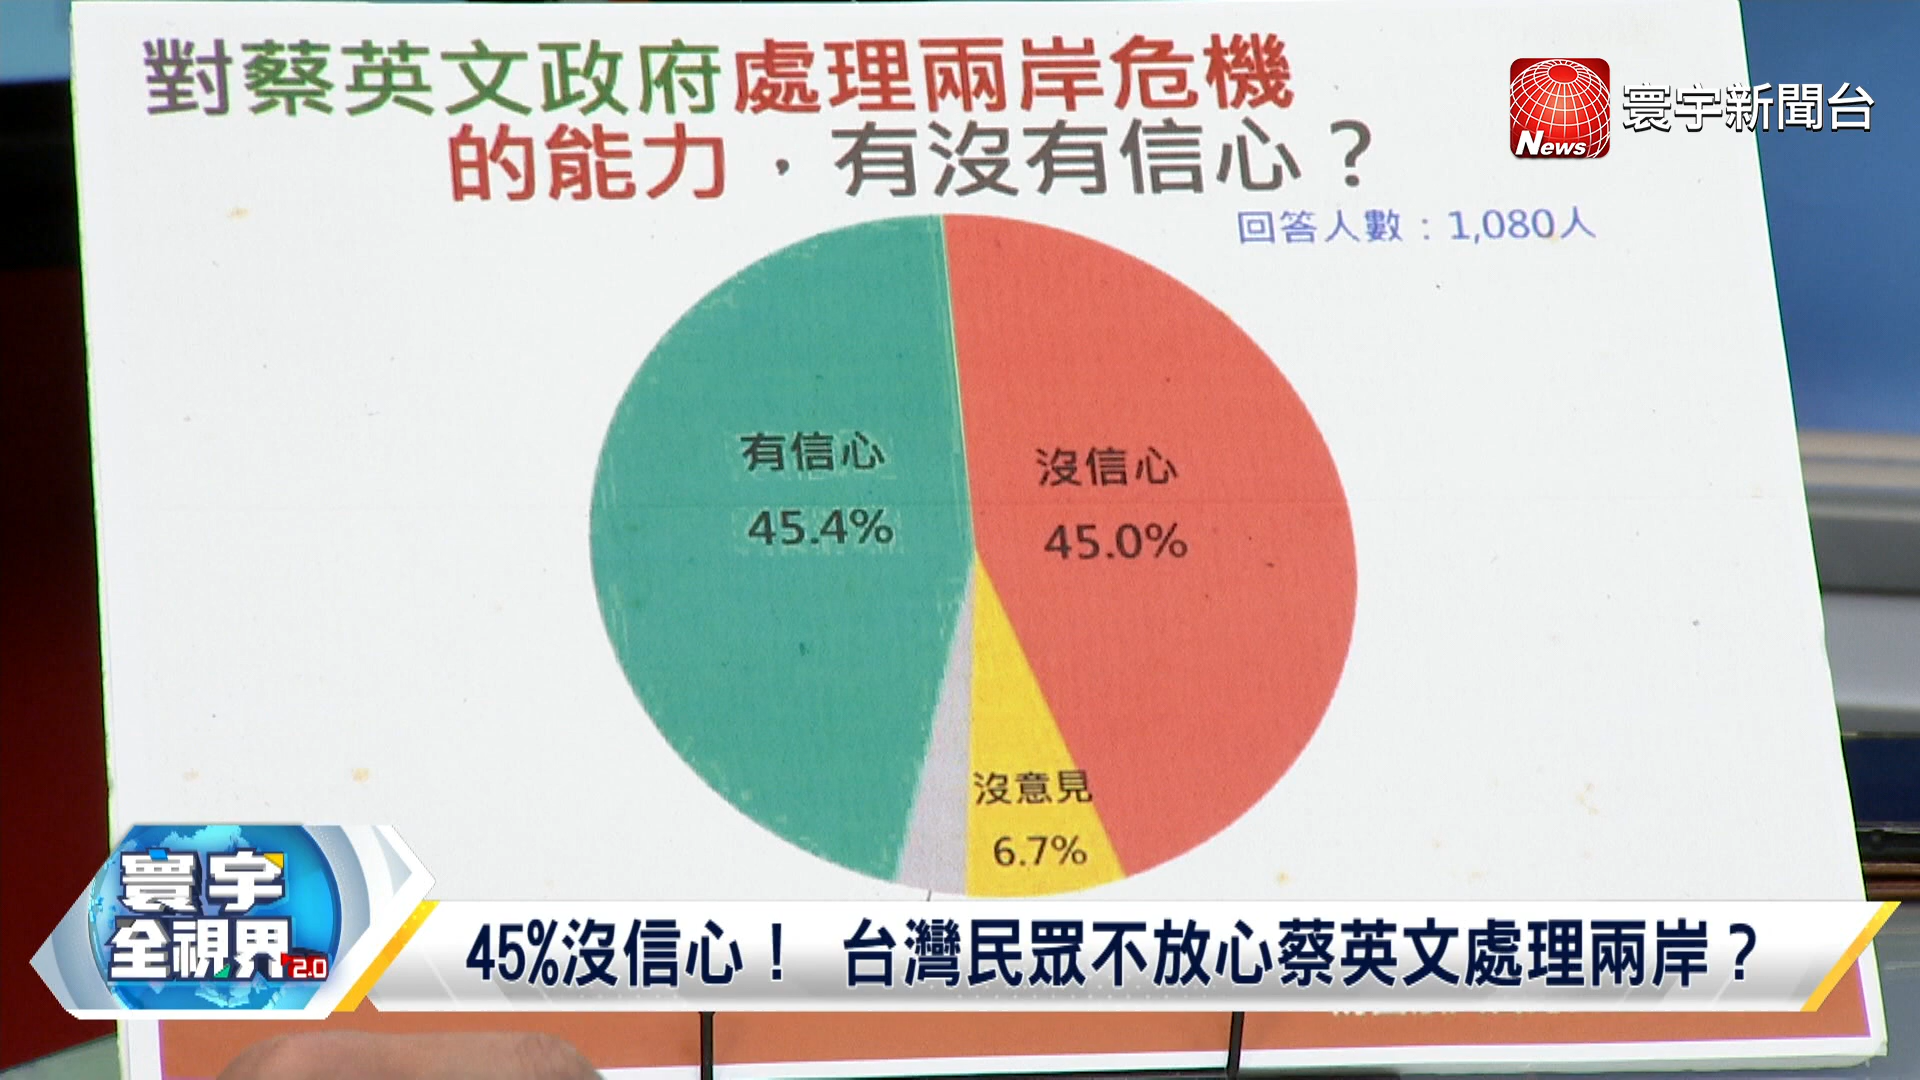 對蔡英文政府處理兩岸危機
的能力，有沒有信心？
寰宇新聞台
News
回答人數：1,080人
有信心
45.4%
沒信心
45.0%
沒意見
6.7%
寰宇
全視界2.0
45%沒信心！ 台灣民眾不放心蔡英文處理兩岸？